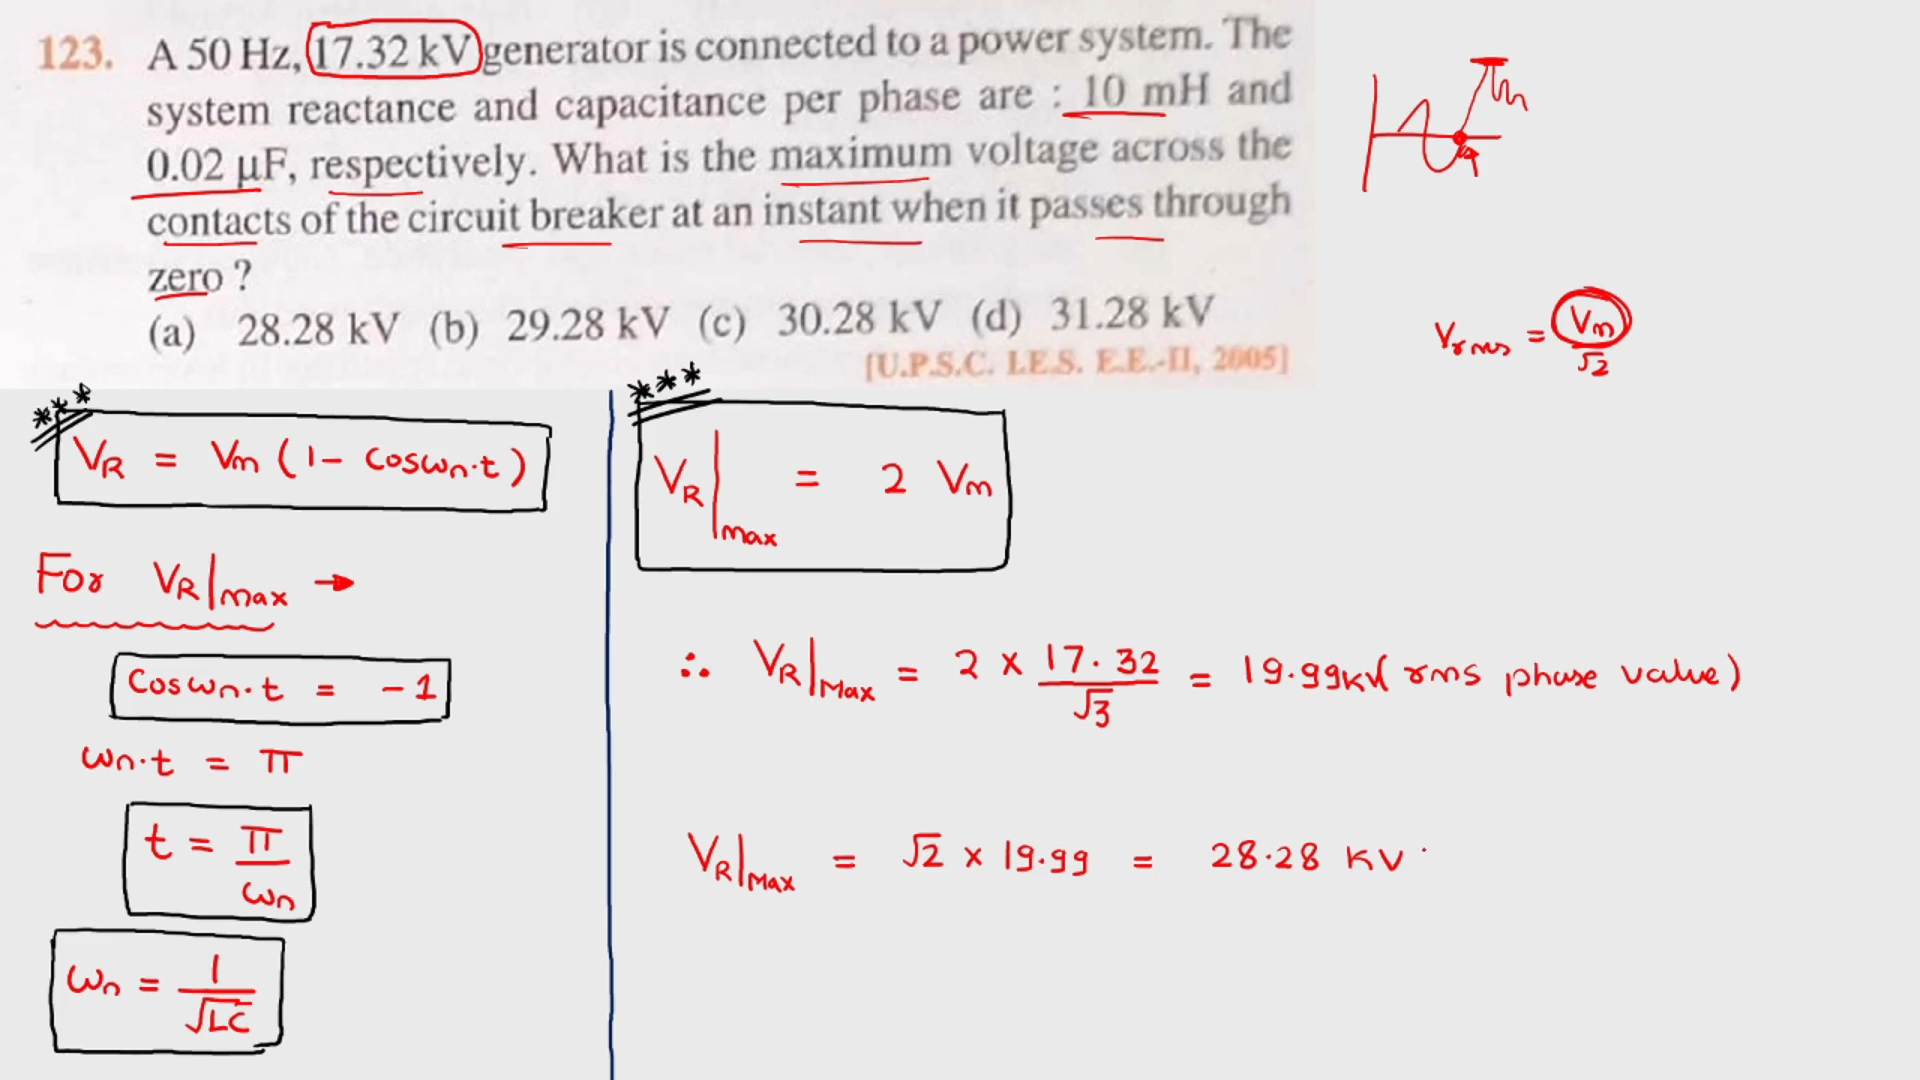 123. A 50 Hz, 17.32 kV generator is connected to a power system. The
system reactance and capacitance per phase are : 10 mH and
0.02 μF, respectively. What is the maximum voltage across the
contacts of the circuit breaker at an instant when it passes through
zero ?
(a) 28.28 kV (b) 29.28 kV (c) 30.28 kV (d) 31.28 kV
[U.P.S.C. I.E.S. E.E.-II, 2005]
Vrms = Vm/√2
***
VR = Vm (1 - cosωn.t)
For VR|max →
cosωn.t = -1
ωn.t = π
t = π/ωn
ωn = 1/√LC
***
VR|max = 2 Vm
∴ VR|Max = 2 × 17.32/√3 = 19.99kV( rms phase value)
VR|Max = √2 × 19.99 = 28.28 KV